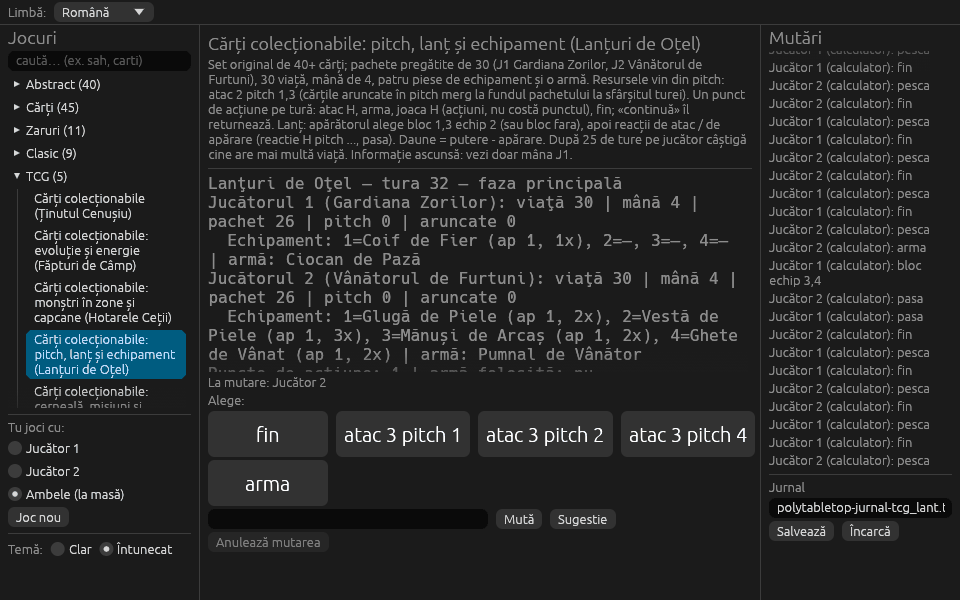 Limbă: Română
Jocuri
caută... (ex. sah, carti)
Abstract (40)
Cărți (45)
Zaruri (11)
Clasic (9)
TCG (5)
Cărți colecționabile
(Ținutul Cenușiu)
Cărți colecționabile:
evoluție și energie
(Făpturi de Câmp)
Cărți colecționabile:
monștri în zone și
capcane (Hotarele Ceții)
Cărți colecționabile:
pitch, lanț și echipament
(Lanțuri de Oțel)
Cărți colecționabile:
cerneală, misiuni și
Tu joci cu:
Jucător 1
Jucător 2
Ambele (la masă)
Joc nou
Temă: Clar Întunecat
Cărți colecționabile: pitch, lanț și echipament (Lanțuri de Oțel)
Set original de 40+ cărți; pachete pregătite de 30 (J1 Gardiana Zorilor, J2 Vânătorul de
Furtuni), 30 viață, mână de 4, patru piese de echipament și o armă. Resursele vin din pitch:
atac 2 pitch 1,3 (cărțile aruncate în pitch merg la fundul pachetului la sfârșitul turei). Un punct
de acțiune pe tură: atac H, arma, joaca H (acțiuni, nu costă punctul), fin; «continuă» îl
returnează. Lanț: apărătorul alege bloc 1,3 echip 2 (sau bloc fara), apoi reacții de atac / de
apărare (reactie H pitch ..., pasa). Daune = putere - apărare. După 25 de ture pe jucător câștigă
cine are mai multă viață. Informație ascunsă: vezi doar mâna J1.
Lanţuri de Oţel — tura 32 — faza principală
Jucătorul 1 (Gardiana Zorilor): viaţă 30 | mână 4 |
pachet 26 | pitch 0 | aruncate 0
Echipament: 1=Coif de Fier (ap 1, 1x), 2=—, 3=—, 4=—
| armă: Ciocan de Pază
Jucătorul 2 (Vânătorul de Furtuni): viaţă 30 | mână 4 |
pachet 26 | pitch 0 | aruncate 0
Echipament: 1=Glugă de Piele (ap 1, 2x), 2=Vestă de
Piele (ap 1, 3x), 3=Mănuşi de Arcaş (ap 1, 2x), 4=Ghete
de Vânat (ap 1, 2x) | armă: Pumnal de Vânător
Puncte de acţiune: 1 | armă folosită: nu
La mutare: Jucător 2
Alege:
fin
atac 3 pitch 1
atac 3 pitch 2
atac 3 pitch 4
arma
Mută
Sugestie
Anulează mutarea
Mutări
Jucător 2 (calculator): pesca
Jucător 1 (calculator): fin
Jucător 2 (calculator): pesca
Jucător 2 (calculator): fin
Jucător 1 (calculator): pesca
Jucător 1 (calculator): fin
Jucător 2 (calculator): pesca
Jucător 2 (calculator): fin
Jucător 1 (calculator): pesca
Jucător 1 (calculator): fin
Jucător 2 (calculator): pesca
Jucător 2 (calculator): arma
Jucător 1 (calculator): bloc
echip 3,4
Jucător 2 (calculator): pasa
Jucător 1 (calculator): pasa
Jucător 2 (calculator): fin
Jucător 1 (calculator): pesca
Jucător 1 (calculator): fin
Jucător 2 (calculator): pesca
Jucător 2 (calculator): fin
Jucător 1 (calculator): pesca
Jucător 1 (calculator): fin
Jucător 2 (calculator): pesca
Jurnal
polytabletop-jurnal-tcg_lant.t
Salvează
Încarcă